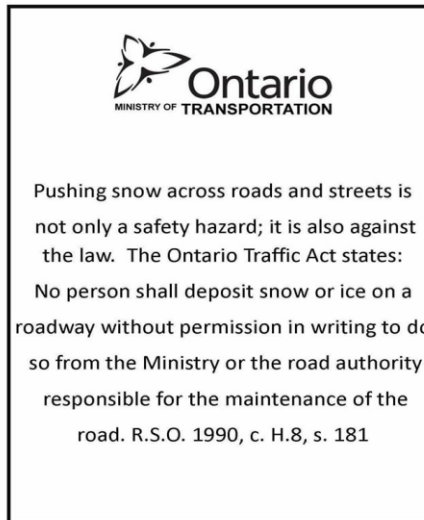 Ontario
MINISTRY OF TRANSPORTATION
Pushing snow across roads and streets is
not only a safety hazard; it is also against
the law. The Ontario Traffic Act states:
No person shall deposit snow or ice on a
roadway without permission in writing to do
so from the Ministry or the road authority
responsible for the maintenance of the
road. R.S.O. 1990, c. H.8, s. 181